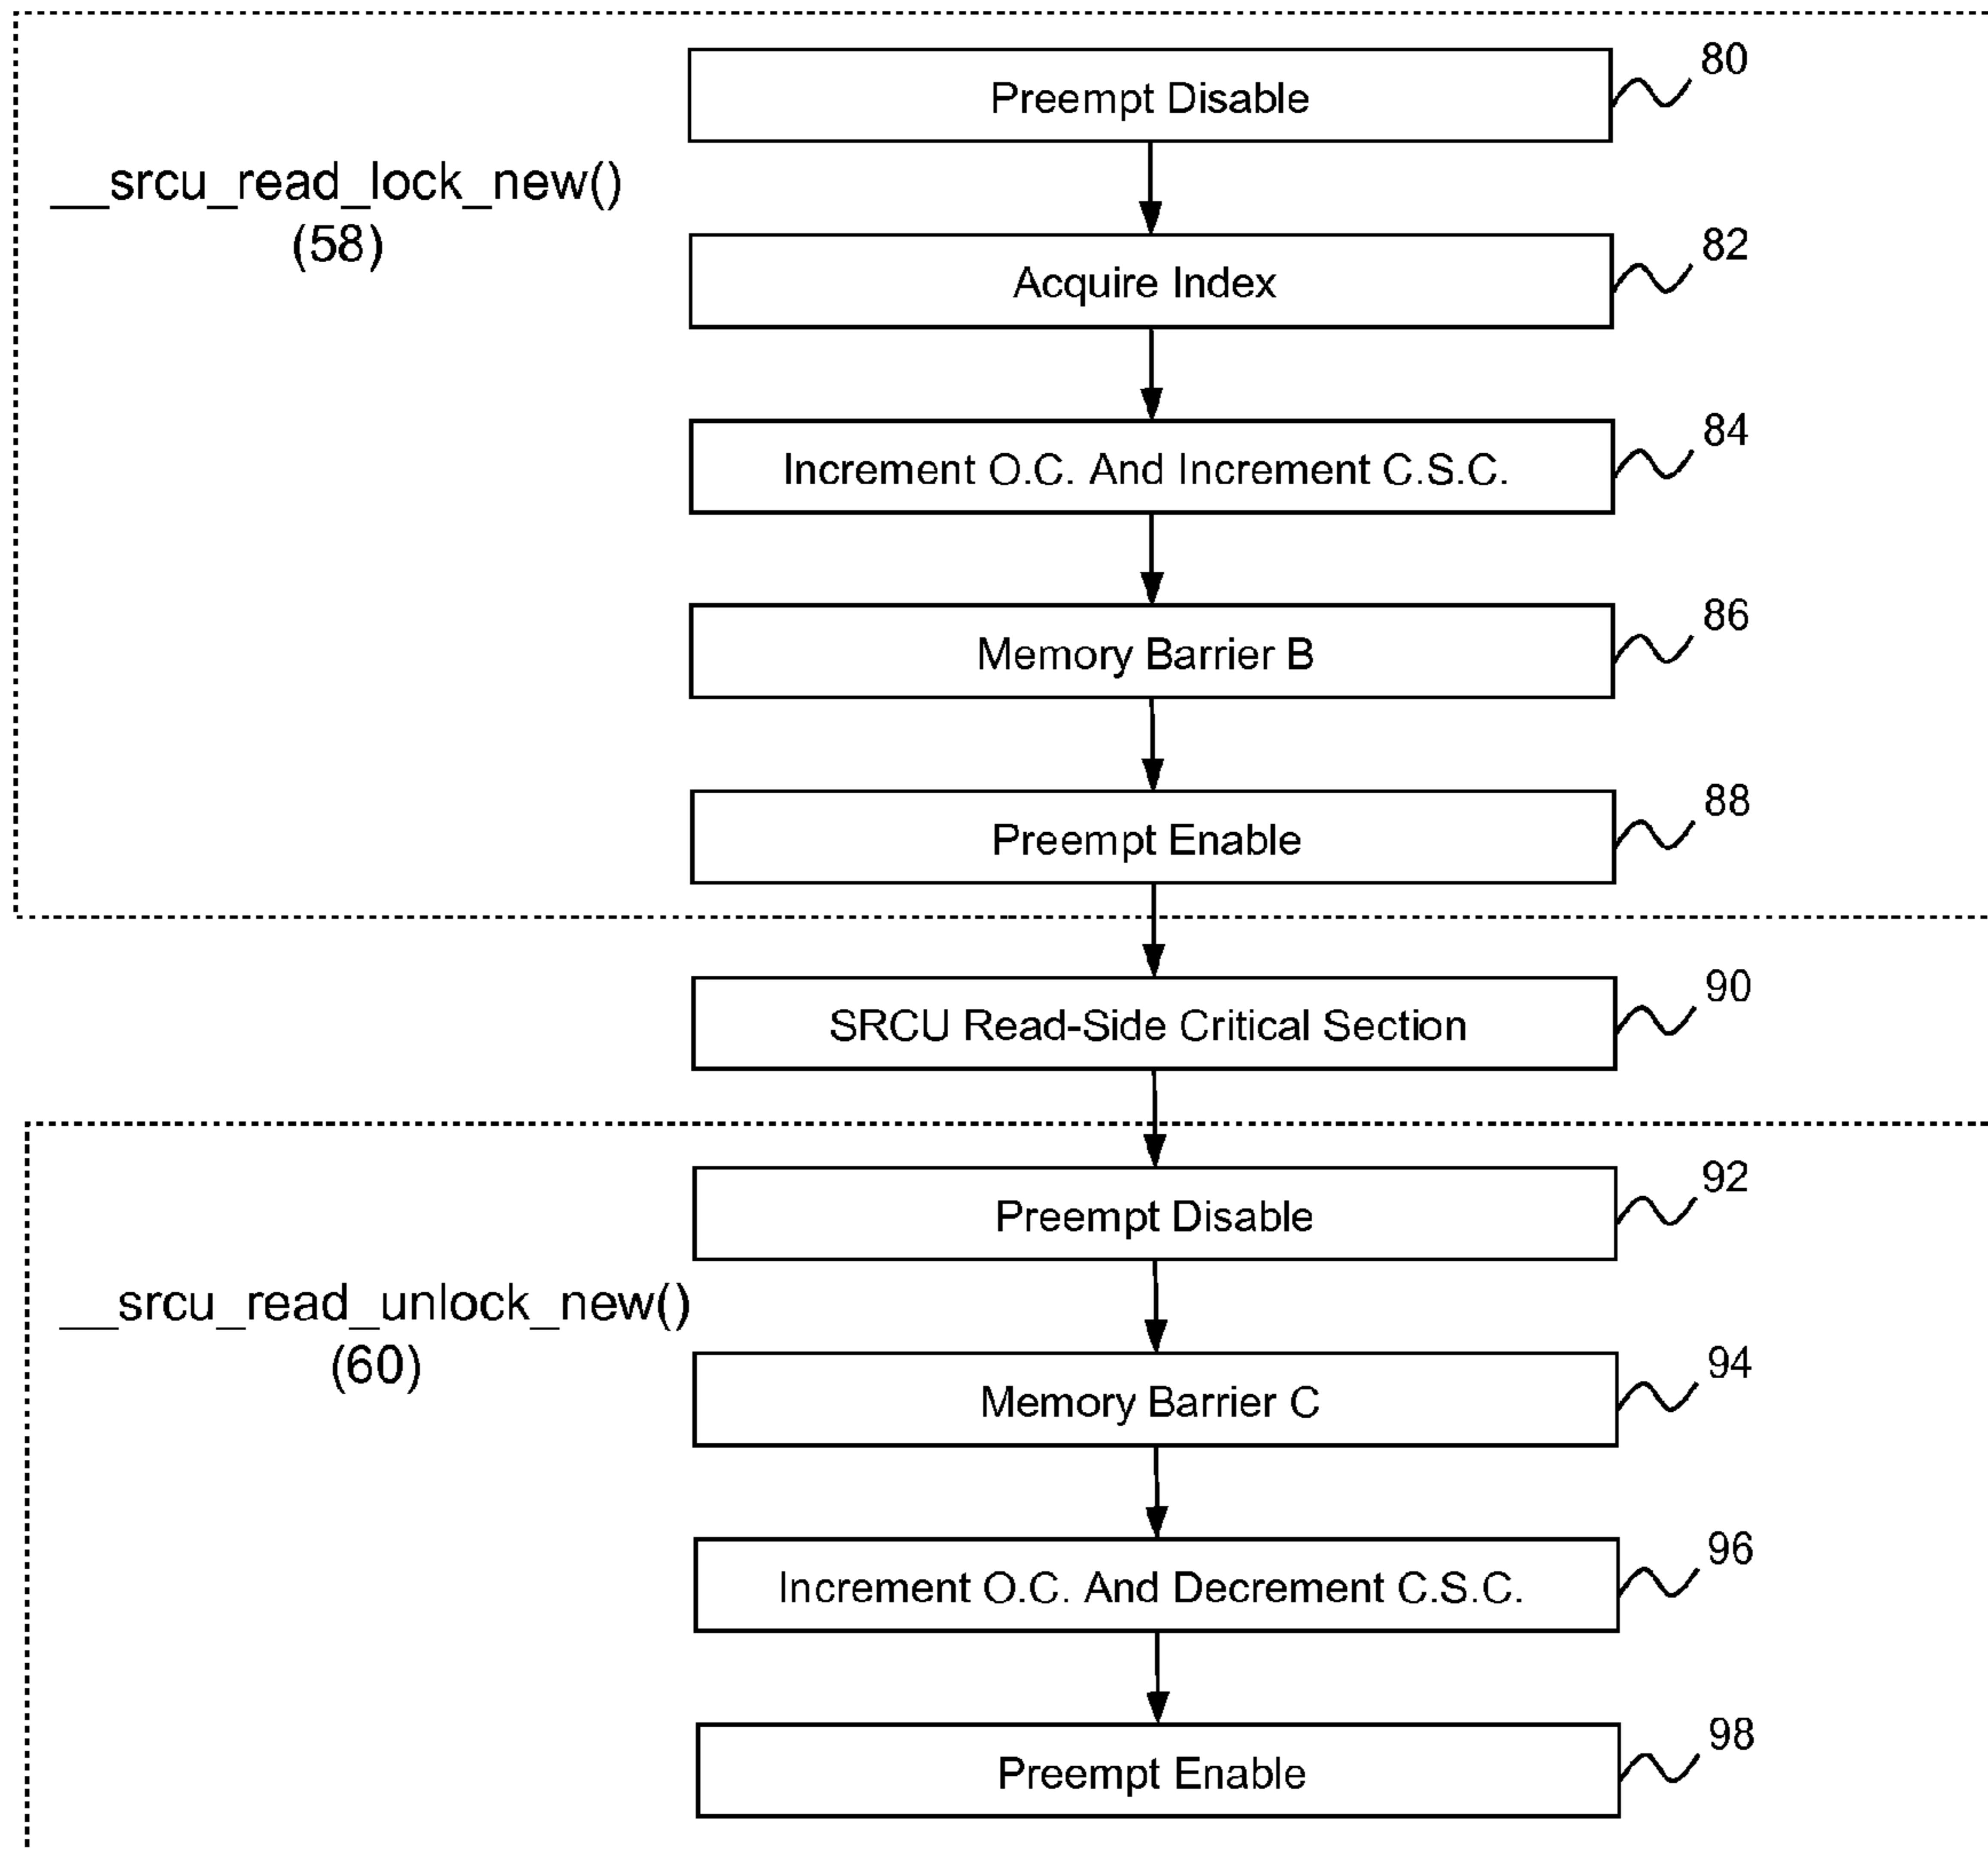 Preempt Disable
80
__srcu_read_lock_new()
(58)
Acquire Index
82
Increment O.C. And Increment C.S.C.
84
Memory Barrier B
86
Preempt Enable
88
SRCU Read-Side Critical Section
90
Preempt Disable
92
__srcu_read_unlock_new()
(60)
Memory Barrier C
94
Increment O.C. And Decrement C.S.C.
96
Preempt Enable
98